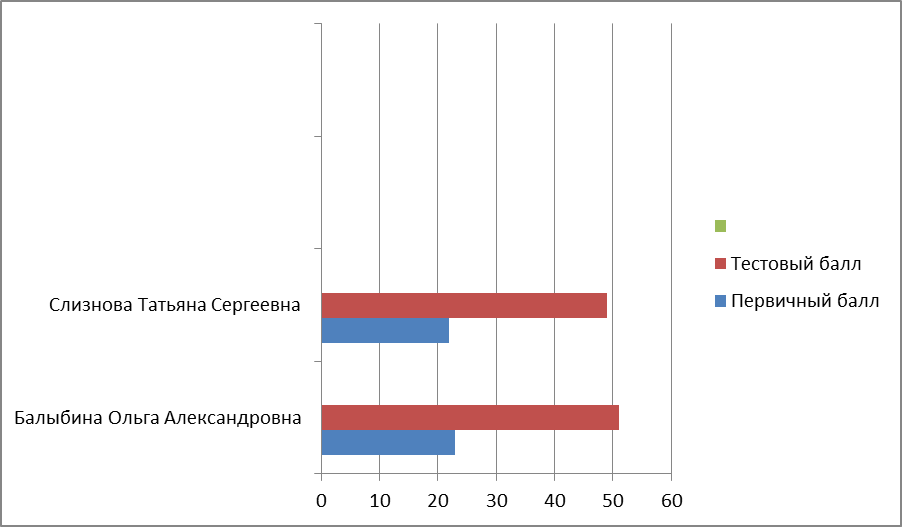 Слизнова Татьяна Сергеевна
Балыбина Ольга Александровна
0 10 20 30 40 50 60
Тестовый балл
Первичный балл